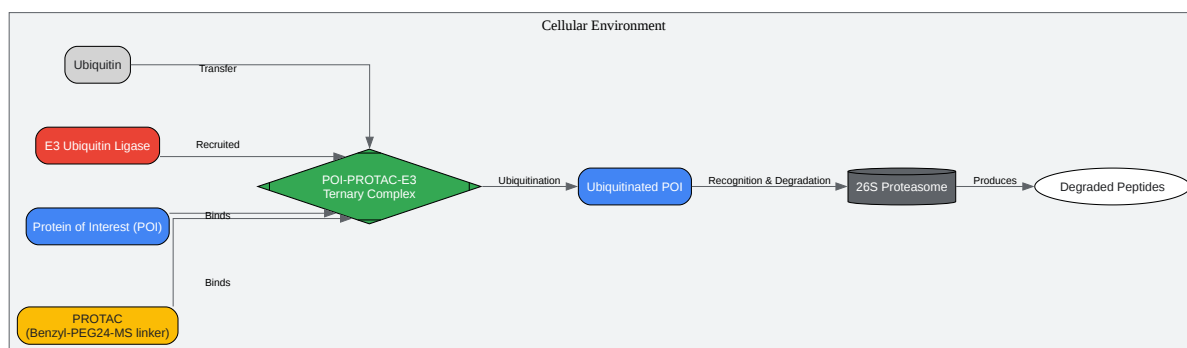 Cellular Environment
Ubiquitin
Transfer
E3 Ubiquitin Ligase
Recruited
POI-PROTAC-E3
Ternary Complex
Ubiquitination
Ubiquitinated POI
Recognition & Degradation
26S Proteasome
Produces
Degraded Peptides
Protein of Interest (POI)
Binds
Binds
PROTAC
(Benzyl-PEG24-MS linker)